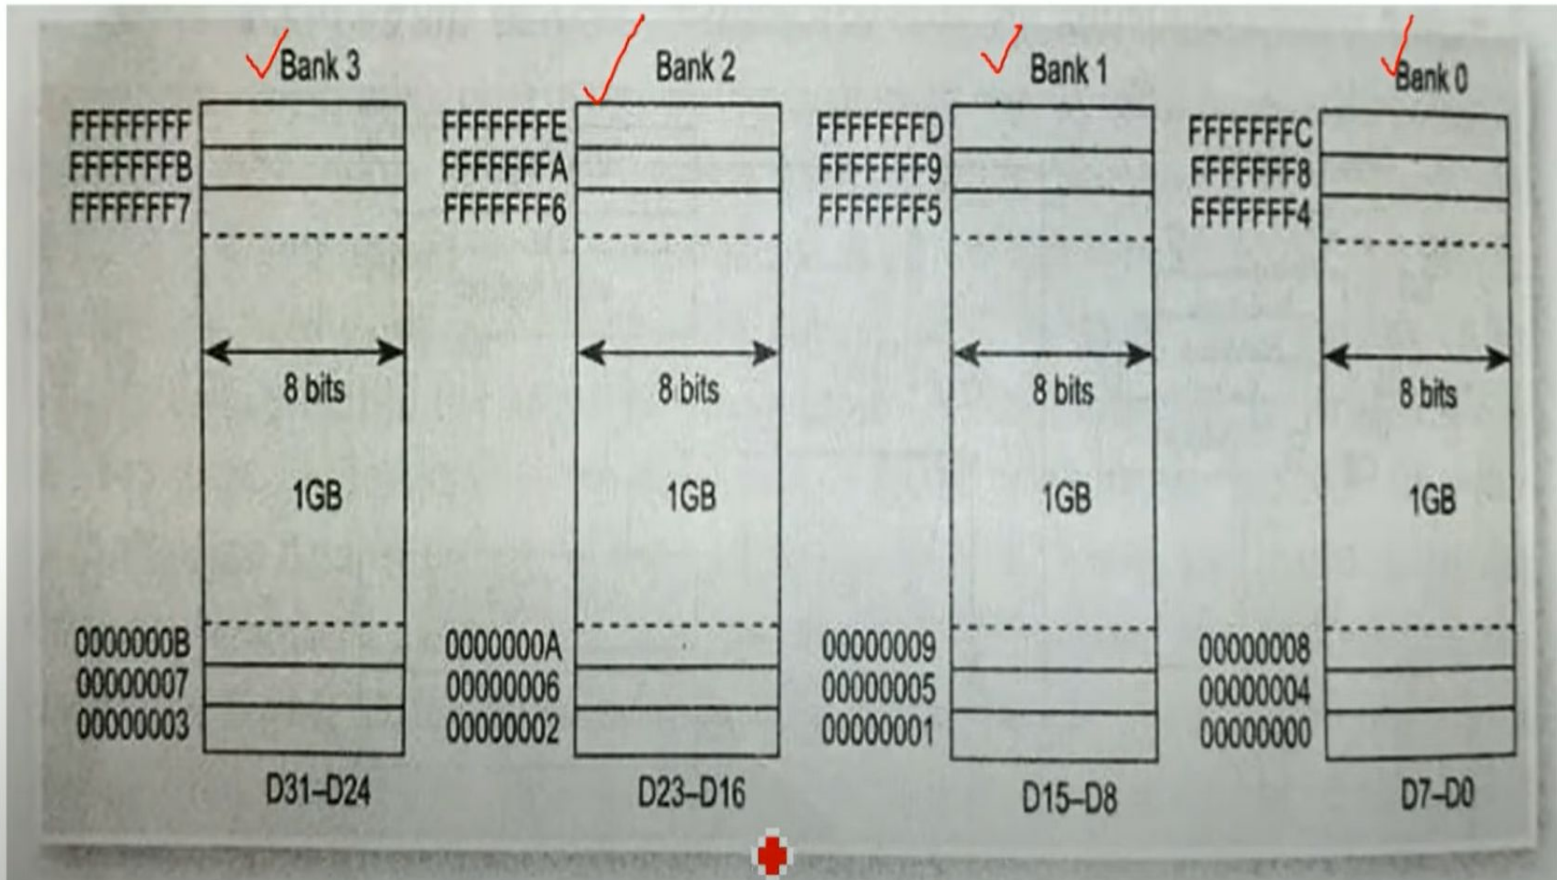 Bank 3 Bank 2 Bank 1 Bank 0
FFFFFFFF FFFFFFFE FFFFFFFD FFFFFFFC
FFFFFFFB FFFFFFFA FFFFFFF9 FFFFFFF8
FFFFFFF7 FFFFFFF6 FFFFFFF5 FFFFFFF4
8 bits 8 bits 8 bits 8 bits
1GB 1GB 1GB 1GB
0000000B 0000000A 00000009 00000008
00000007 00000006 00000005 00000004
00000003 00000002 00000001 00000000
D31–D24 D23–D16 D15–D8 D7–D0